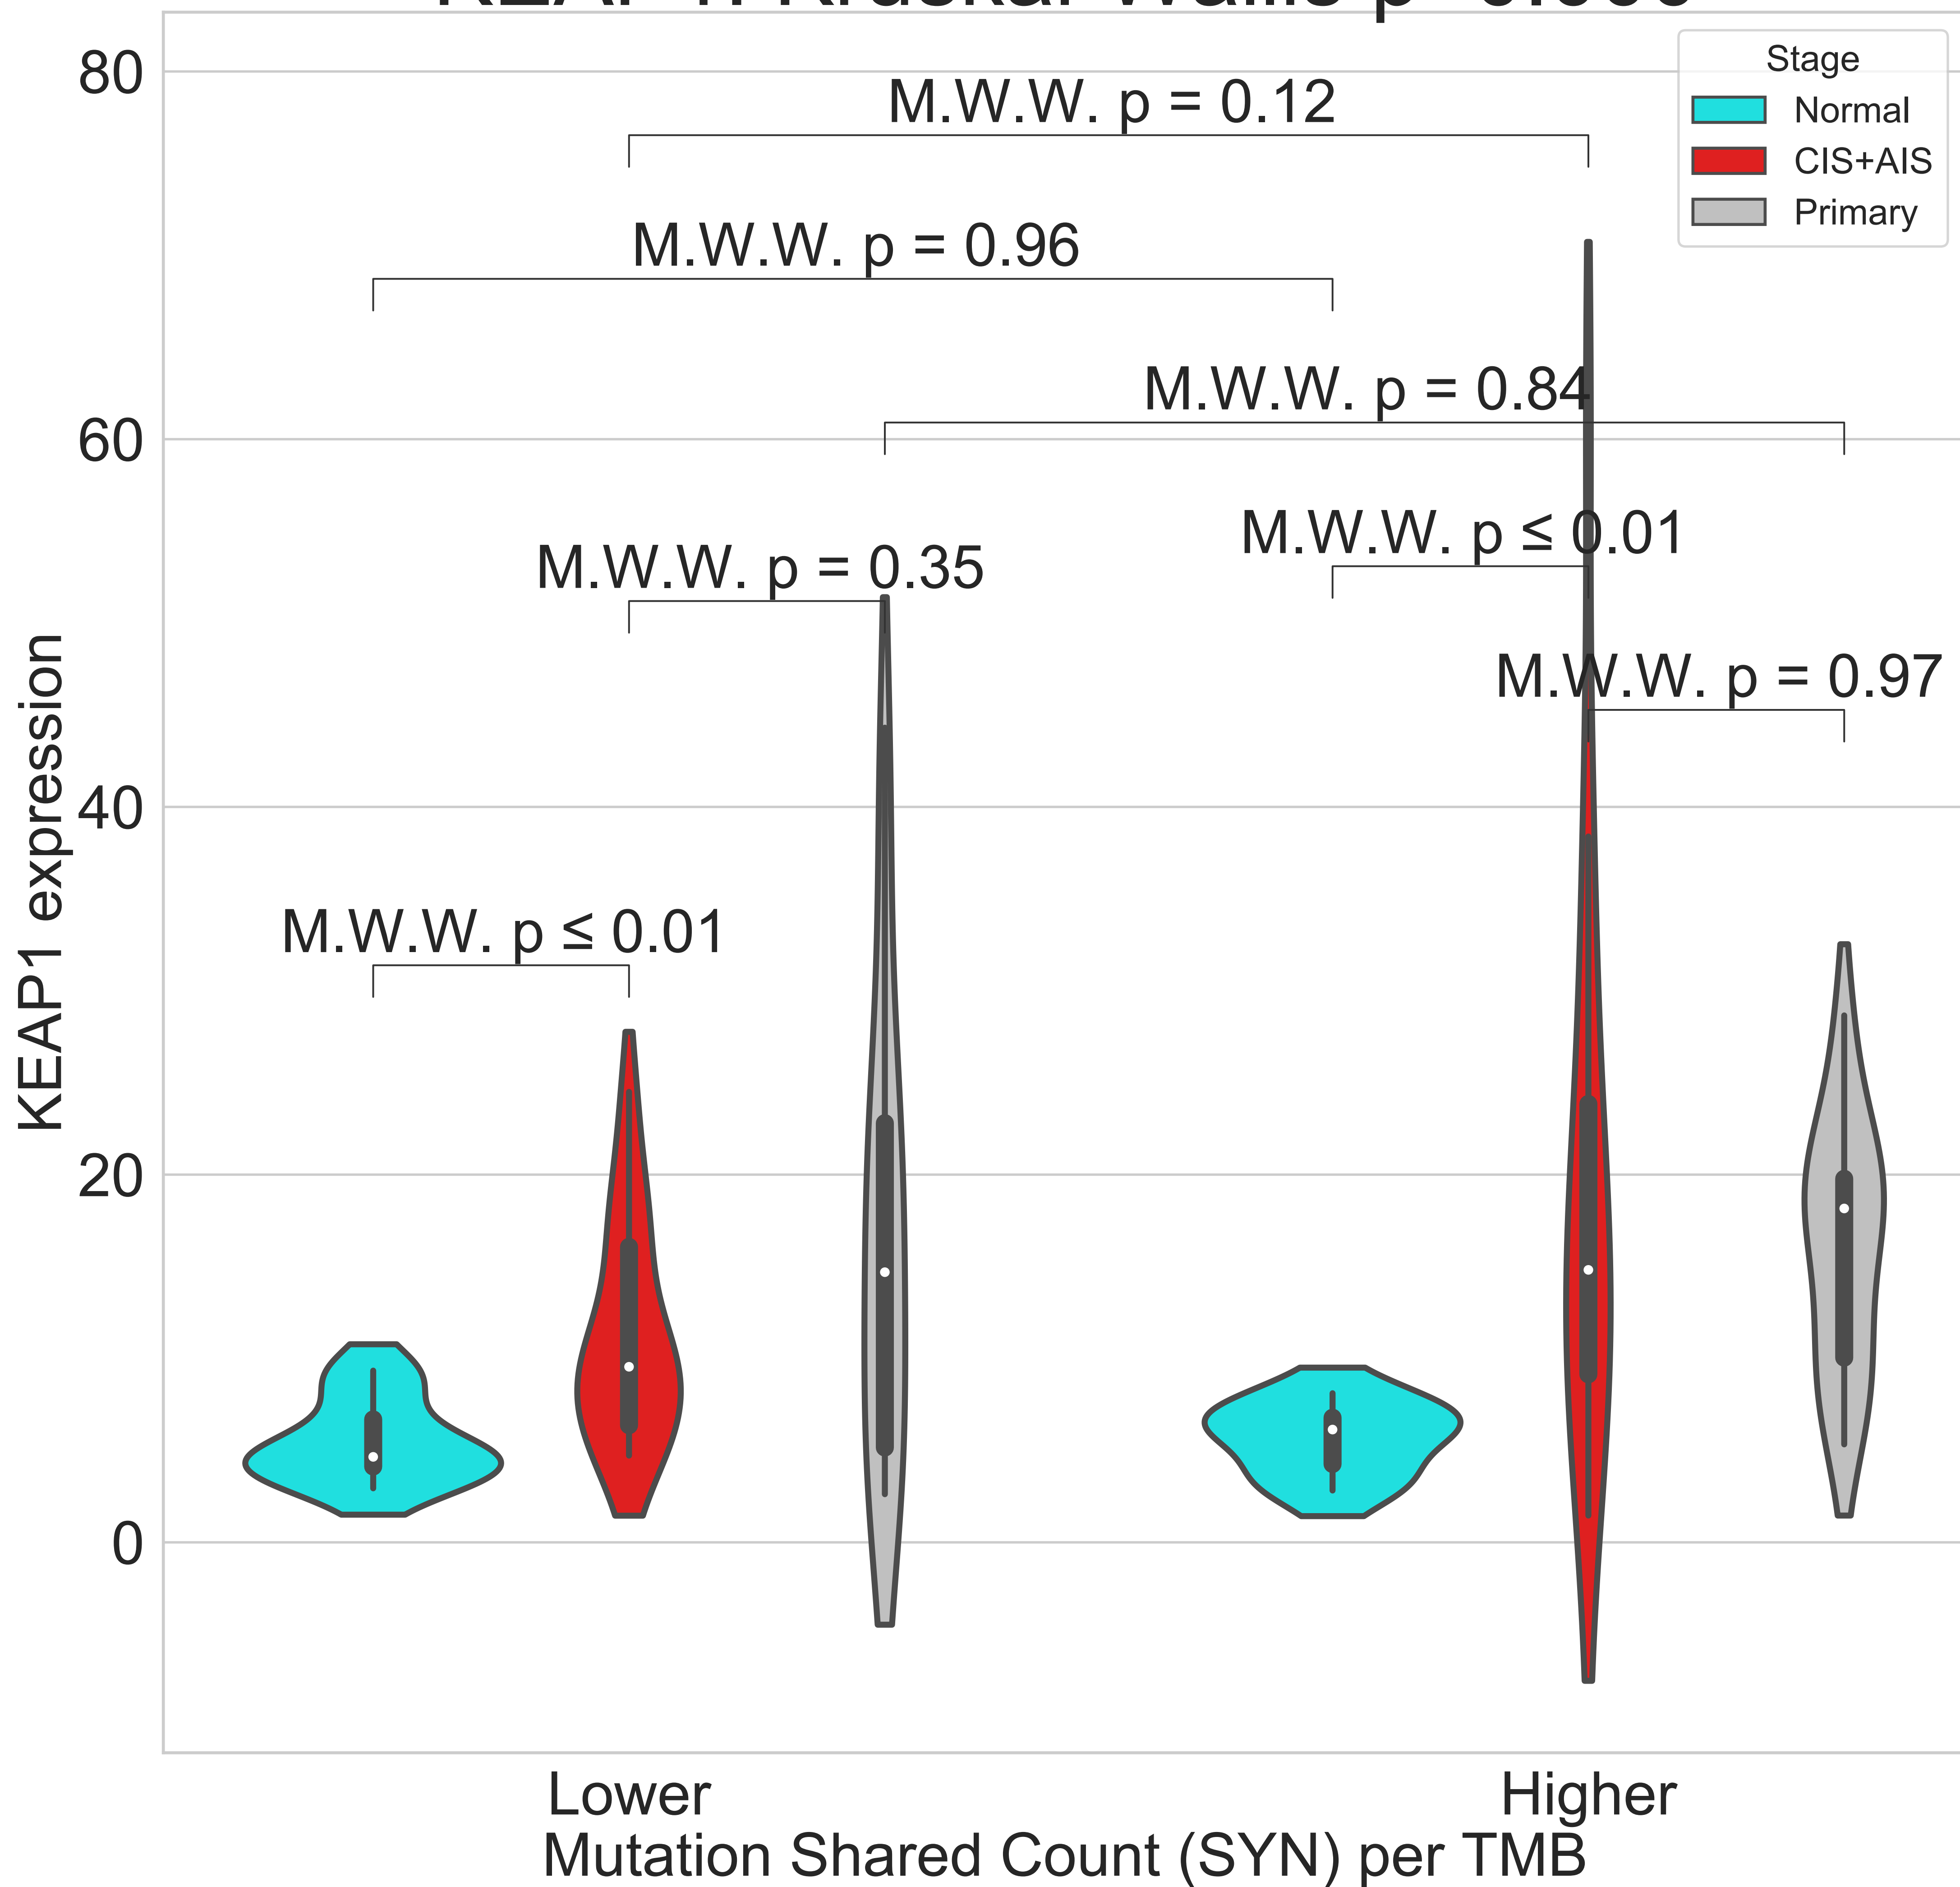 80
60
40
20
0
KEAP1 expression
M.W.W. p = 0.12
M.W.W. p = 0.96
M.W.W. p = 0.84
M.W.W. p ≤ 0.01
M.W.W. p = 0.35
M.W.W. p = 0.97
M.W.W. p ≤ 0.01
Stage
Normal
CIS+AIS
Primary
Lower
Higher
Mutation Shared Count (SYN) per TMB